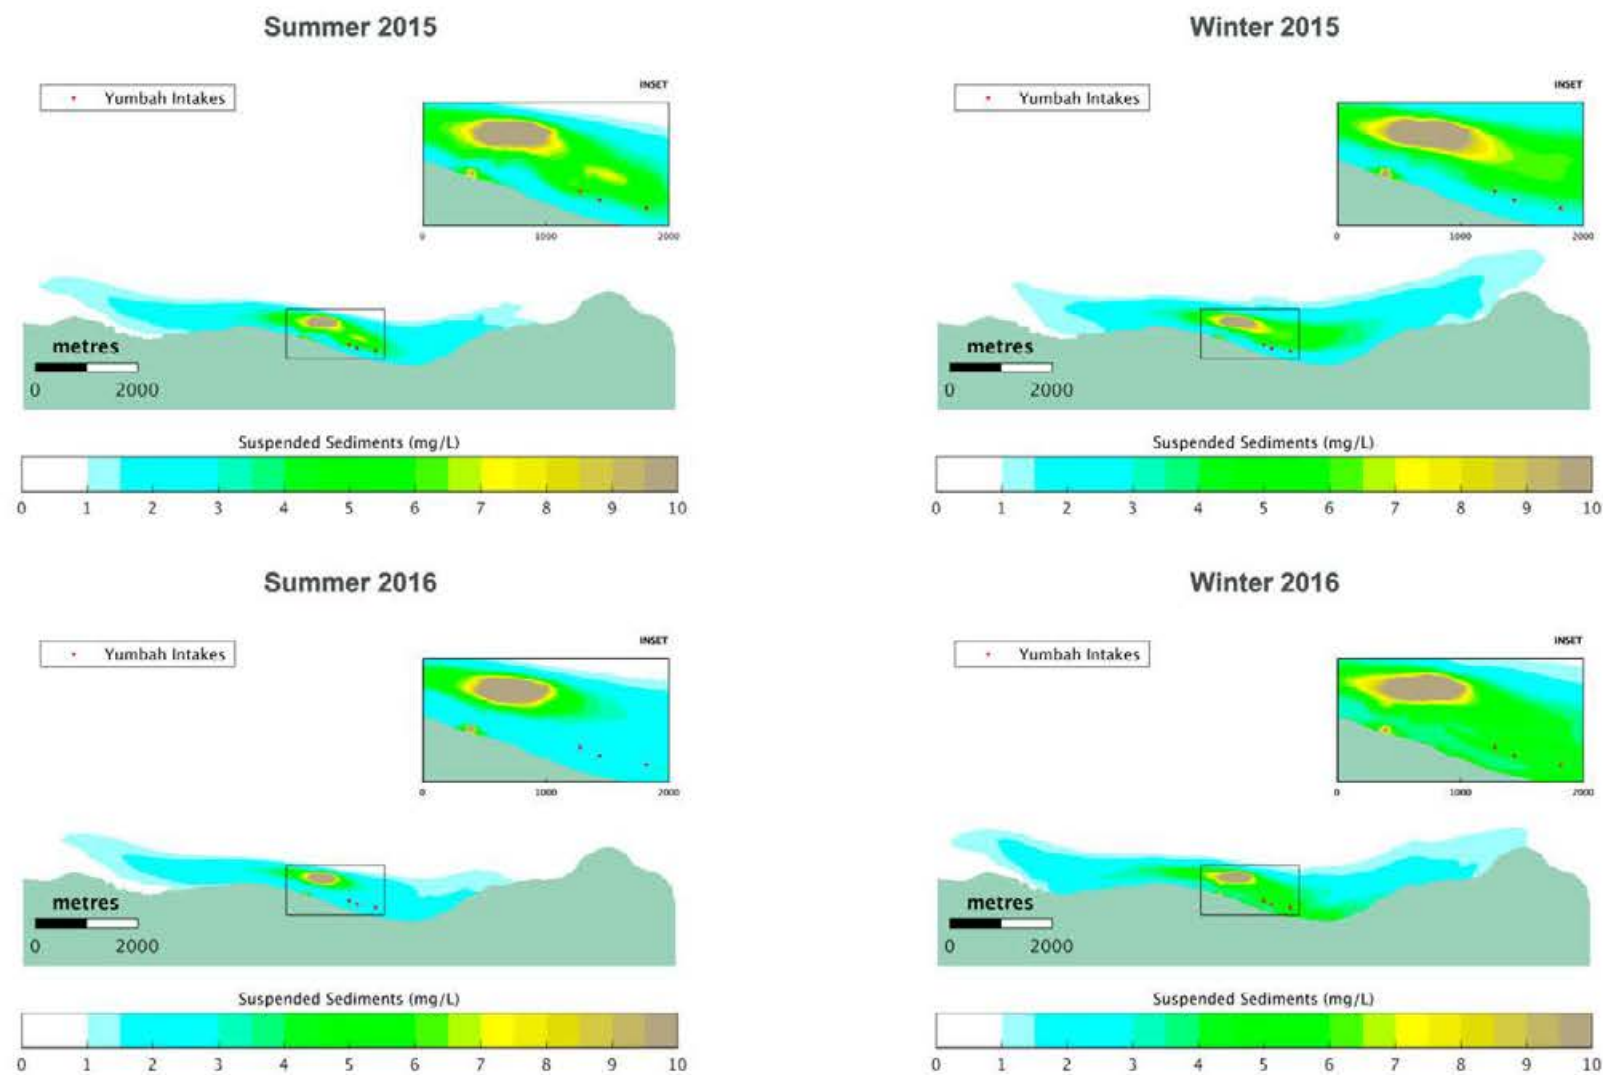 Summer 2015
Winter 2015
INSET
INSET
Yumbah Intakes
Yumbah Intakes
0 1000 2000
0 1000 2000
metres
metres
0 2000
0 2000
Suspended Sediments (mg/L)
Suspended Sediments (mg/L)
0 1 2 3 4 5 6 7 8 9 10
0 1 2 3 4 5 6 7 8 9 10
Summer 2016
Winter 2016
INSET
INSET
Yumbah Intakes
Yumbah Intakes
0 1000 2000
0 1000 2000
metres
metres
0 2000
0 2000
Suspended Sediments (mg/L)
Suspended Sediments (mg/L)
0 1 2 3 4 5 6 7 8 9 10
0 1 2 3 4 5 6 7 8 9 10